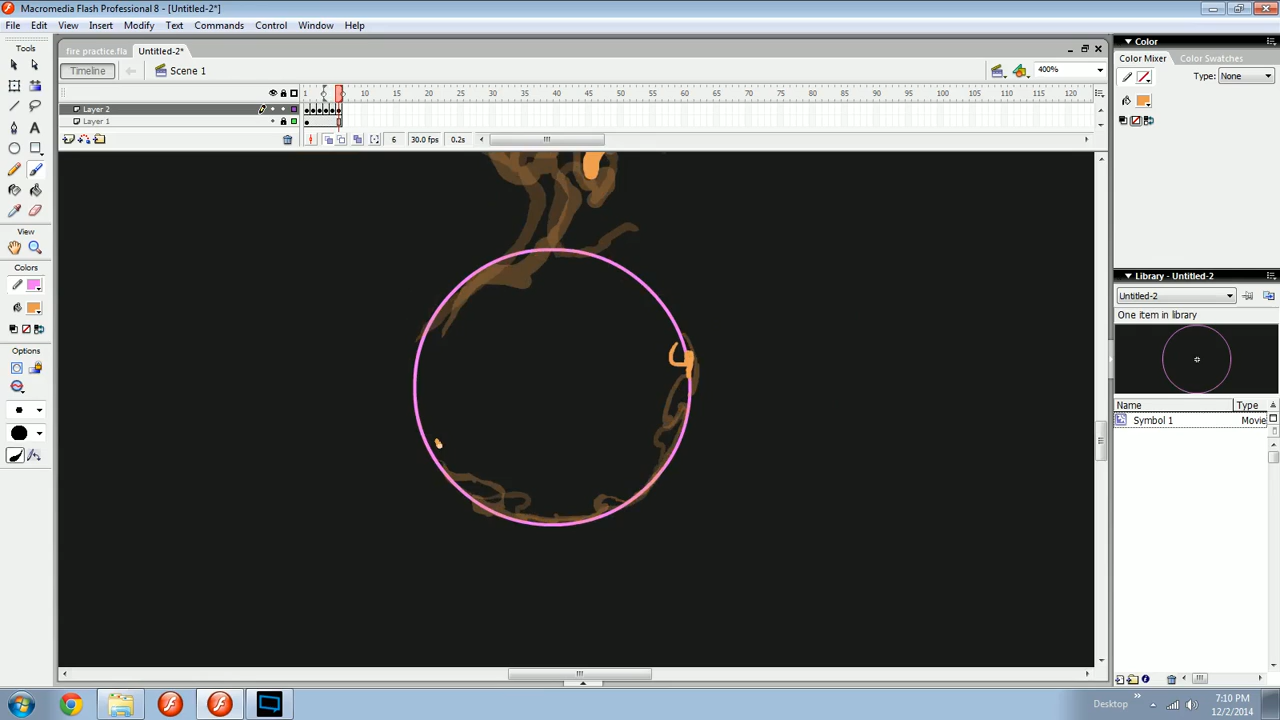 Macromedia Flash Professional 8 - [Untitled-2*]
File Edit View Insert Modify Text Commands Control Window Help
Tools
fire practice.fla Untitled-2*
Timeline Scene 1 400%
1 5 10 15 20 25 30 35 40 45 50 55 60 65 70 75 80 85 90 95 100 105 110 115 120
Layer 2
Layer 1
6 30.0 fps 0.2s
View
Colors
Options
Color
Color Mixer Color Swatches
Type: None
Library - Untitled-2
Untitled-2
One item in library
Name Type
Symbol 1 Movie
Desktop
7:10 PM
12/2/2014